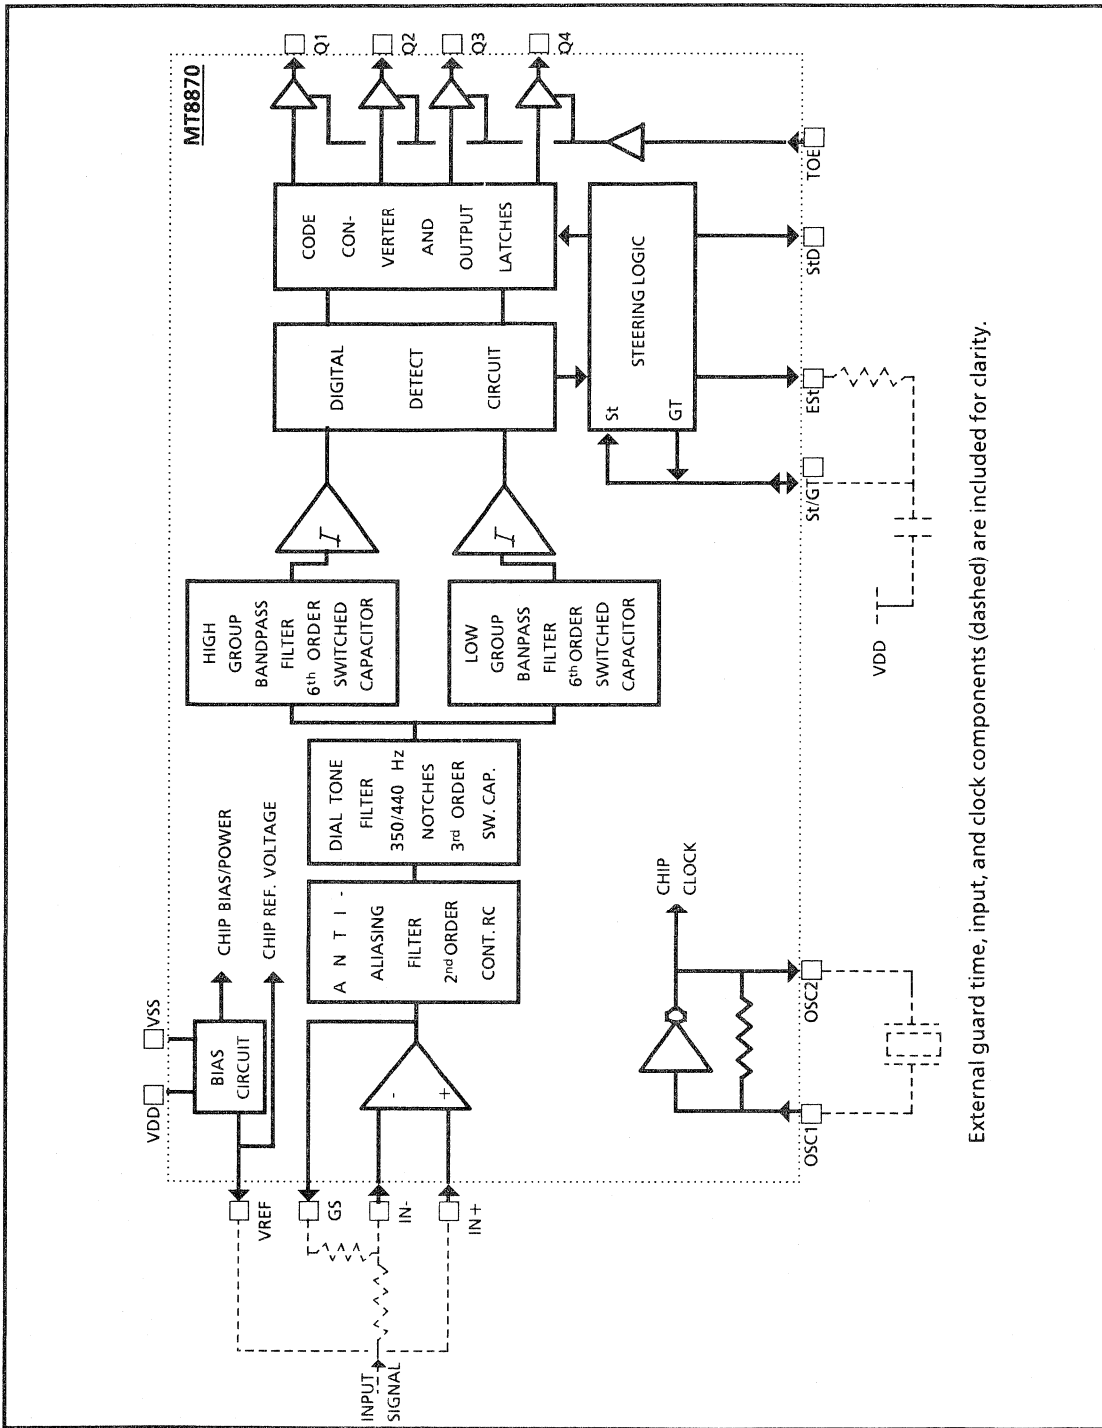 MT8870
VDD
VSS
BIAS
CIRCUIT
CHIP BIAS/POWER
CHIP REF. VOLTAGE
VREF
GS
IN-
IN+
INPUT
SIGNAL
-
+
A N T I -
ALIASING
FILTER
2nd ORDER
CONT. RC
DIAL TONE
FILTER
350/440 Hz
NOTCHES
3rd ORDER
SW. CAP.
HIGH
GROUP
BANDPASS
FILTER
6th ORDER
SWITCHED
CAPACITOR
LOW
GROUP
BANPASS
FILTER
6th ORDER
SWITCHED
CAPACITOR
DIGITAL
DETECT
CIRCUIT
CODE
CON-
VERTER
AND
OUTPUT
LATCHES
Q1
Q2
Q3
Q4
STEERING LOGIC
St
GT
CHIP
CLOCK
OSC1
OSC2
St/GT
ESt
StD
TOE
VDD
External guard time, input, and clock components (dashed) are included for clarity.